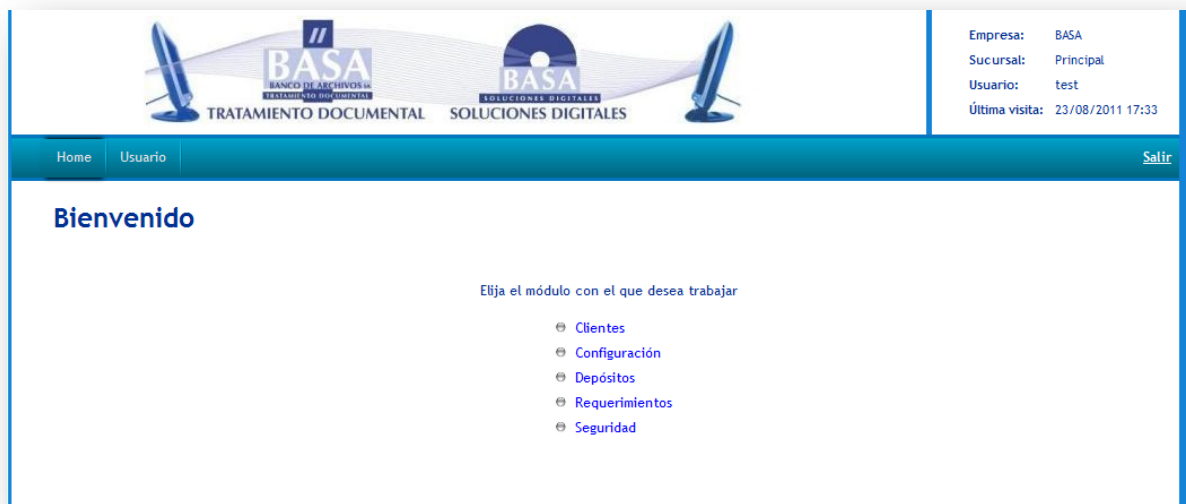 BASA
BANCO DE ARCHIVOS S.A.
TRATAMIENTO DOCUMENTAL
TRATAMIENTO DOCUMENTAL
BASA
SOLUCIONES DIGITALES
SOLUCIONES DIGITALES
Empresa: BASA
Sucursal: Principal
Usuario: test
Última visita: 23/08/2011 17:33
Home Usuario Salir
Bienvenido
Elija el módulo con el que desea trabajar
Clientes
Configuración
Depósitos
Requerimientos
Seguridad